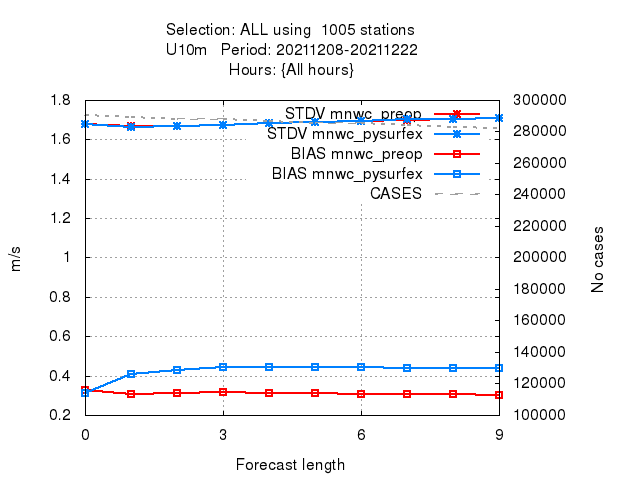 Selection: ALL using  1005 stations
U10m   Period: 20211208-20211222
Hours: {All hours}
1.8
1.6
1.4
1.2
1
0.8
0.6
0.4
0.2
m/s
300000
280000
260000
240000
220000
200000
180000
160000
140000
120000
100000
No cases
STDV mnwc_preop
STDV mnwc_pysurfex
BIAS mnwc_preop
BIAS mnwc_pysurfex
CASES
0 3 6 9
Forecast length